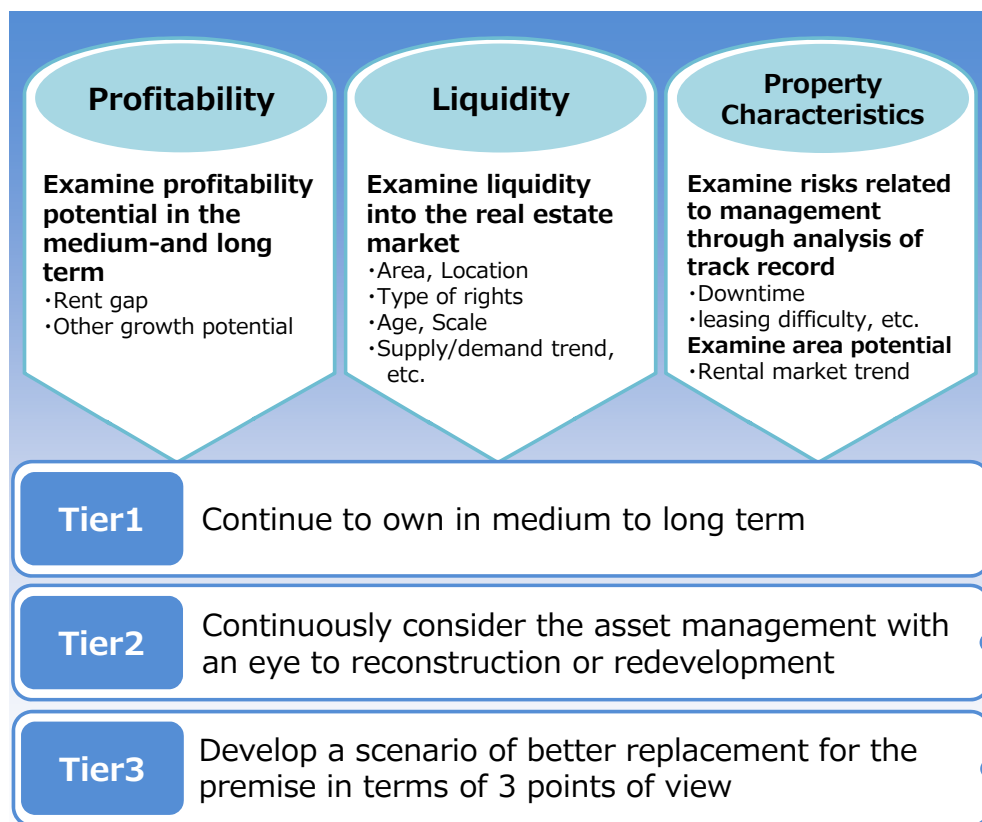 Profitability
Examine profitability
potential in the
medium-and long
term
・Rent gap
・Other growth potential
Liquidity
Examine liquidity
into the real estate
market
・Area, Location
・Type of rights
・Age, Scale
・Supply/demand trend,
etc.
Property
Characteristics
Examine risks related
to management
through analysis of
track record
・Downtime
・leasing difficulty, etc.
Examine area potential
・Rental market trend
Tier1
Continue to own in medium to long term
Tier2
Continuously consider the asset management with
an eye to reconstruction or redevelopment
Tier3
Develop a scenario of better replacement for the
premise in terms of 3 points of view